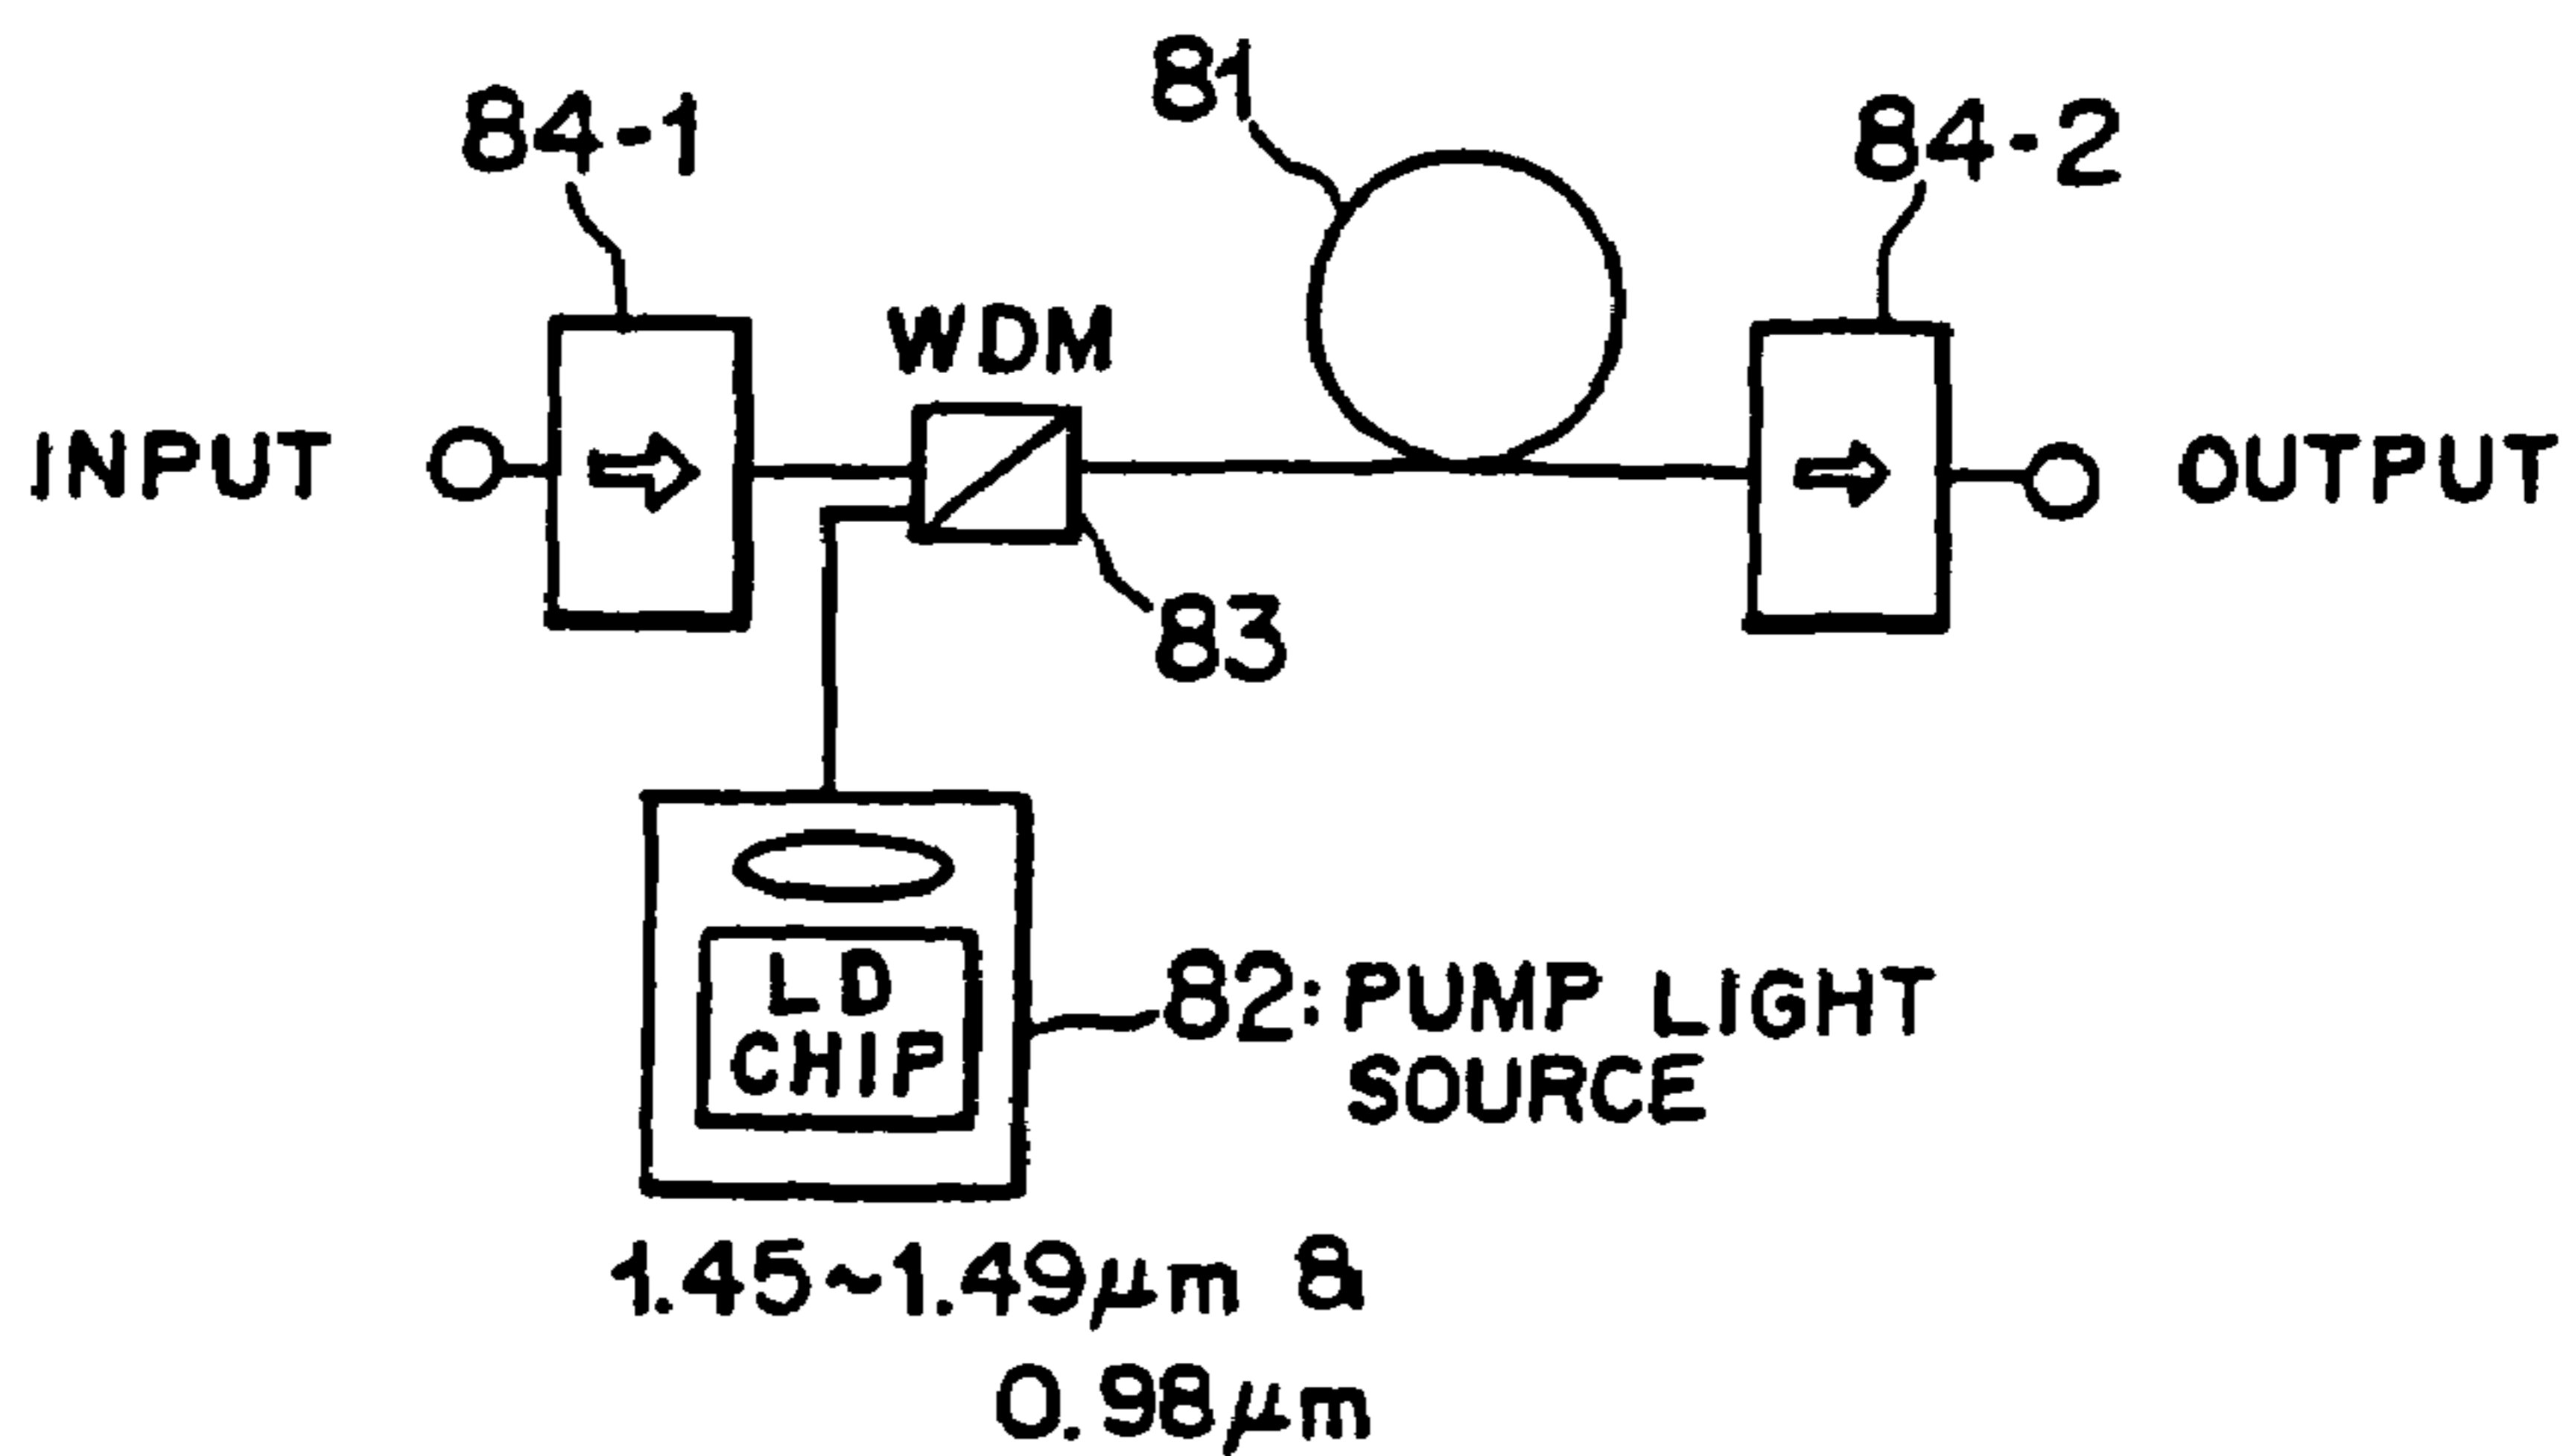 84-1
81
84-2
WDM
INPUT
OUTPUT
83
LD
CHIP
82: PUMP LIGHT
SOURCE
1.45~1.49μm &
0.98μm